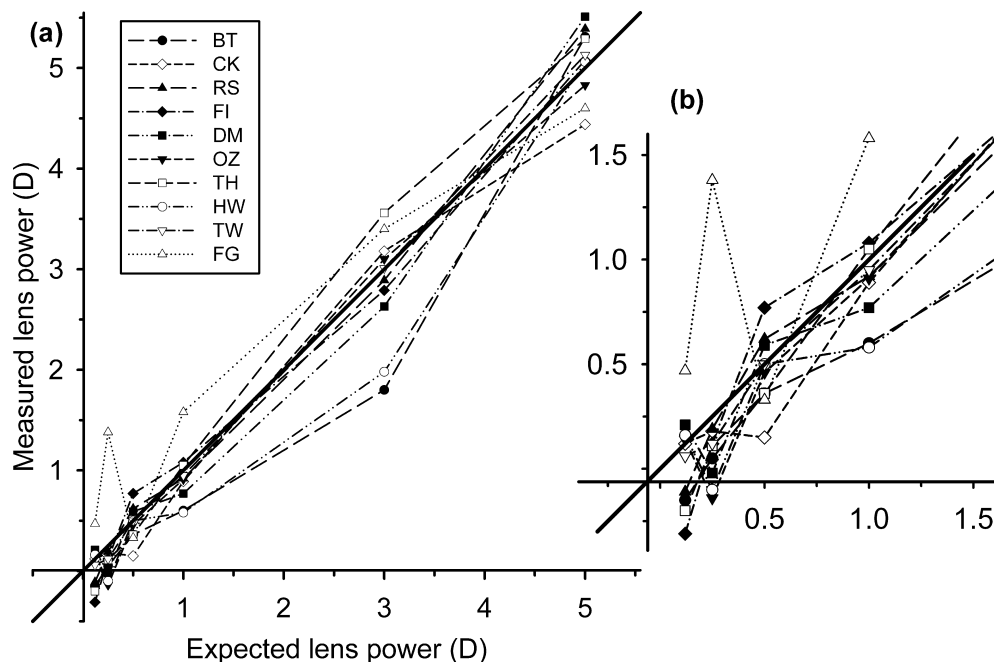 (a)
BT
CK
RS
FI
DM
OZ
TH
HW
TW
FG
5
4
3
2
1
1 2 3 4 5
Measured lens power (D)
Expected lens power (D)
(b)
1.5
1.0
0.5
0.5 1.0 1.5